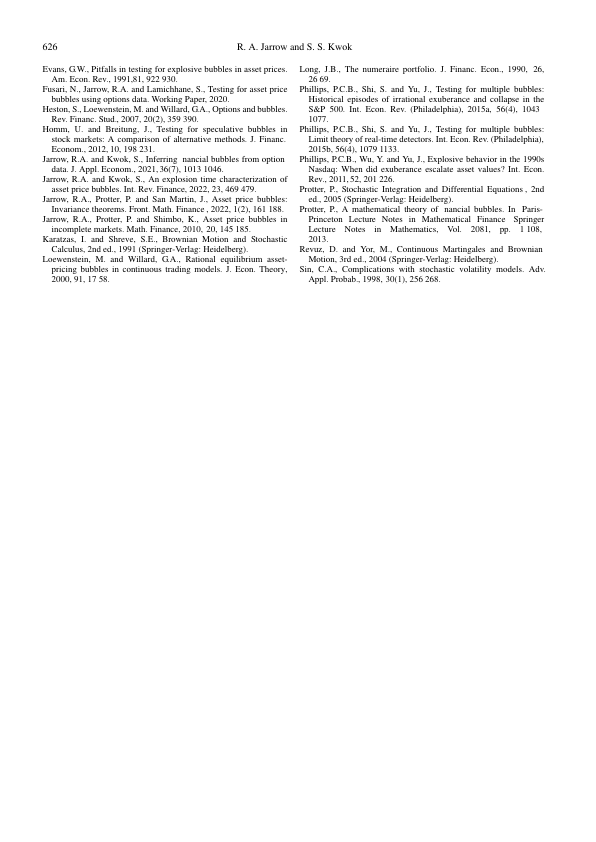 626
R. A. Jarrow and S. S. Kwok
Evans, G.W., Pitfalls in testing for explosive bubbles in asset prices.
Am. Econ. Rev., 1991,81, 922 930.
Fusari, N., Jarrow, R.A. and Lamichhane, S., Testing for asset price
bubbles using options data. Working Paper, 2020.
Heston, S., Loewenstein, M. and Willard, G.A., Options and bubbles.
Rev. Financ. Stud., 2007, 20(2), 359 390.
Homm, U. and Breitung, J., Testing for speculative bubbles in
stock markets: A comparison of alternative methods. J. Financ.
Econom., 2012, 10, 198 231.
Jarrow, R.A. and Kwok, S., Inferring nancial bubbles from option
data. J. Appl. Econom., 2021, 36(7), 1013 1046.
Jarrow, R.A. and Kwok, S., An explosion time characterization of
asset price bubbles. Int. Rev. Finance, 2022, 23, 469 479.
Jarrow, R.A., Protter, P. and San Martin, J., Asset price bubbles:
Invariance theorems. Front. Math. Finance , 2022, 1(2), 161 188.
Jarrow, R.A., Protter, P. and Shimbo, K., Asset price bubbles in
incomplete markets. Math. Finance, 2010, 20, 145 185.
Karatzas, I. and Shreve, S.E., Brownian Motion and Stochastic
Calculus, 2nd ed., 1991 (Springer-Verlag: Heidelberg).
Loewenstein, M. and Willard, G.A., Rational equilibrium asset-
pricing bubbles in continuous trading models. J. Econ. Theory,
2000, 91, 17 58.
Long, J.B., The numeraire portfolio. J. Financ. Econ., 1990, 26,
26 69.
Phillips, P.C.B., Shi, S. and Yu, J., Testing for multiple bubbles:
Historical episodes of irrational exuberance and collapse in the
S&P 500. Int. Econ. Rev. (Philadelphia), 2015a, 56(4), 1043
1077.
Phillips, P.C.B., Shi, S. and Yu, J., Testing for multiple bubbles:
Limit theory of real-time detectors. Int. Econ. Rev. (Philadelphia),
2015b, 56(4), 1079 1133.
Phillips, P.C.B., Wu, Y. and Yu, J., Explosive behavior in the 1990s
Nasdaq: When did exuberance escalate asset values? Int. Econ.
Rev., 2011, 52, 201 226.
Protter, P., Stochastic Integration and Differential Equations , 2nd
ed., 2005 (Springer-Verlag: Heidelberg).
Protter, P., A mathematical theory of nancial bubbles. In Paris-
Princeton Lecture Notes in Mathematical Finance Springer
Lecture Notes in Mathematics, Vol. 2081, pp. 1 108,
2013.
Revuz, D. and Yor, M., Continuous Martingales and Brownian
Motion, 3rd ed., 2004 (Springer-Verlag: Heidelberg).
Sin, C.A., Complications with stochastic volatility models. Adv.
Appl. Probab., 1998, 30(1), 256 268.